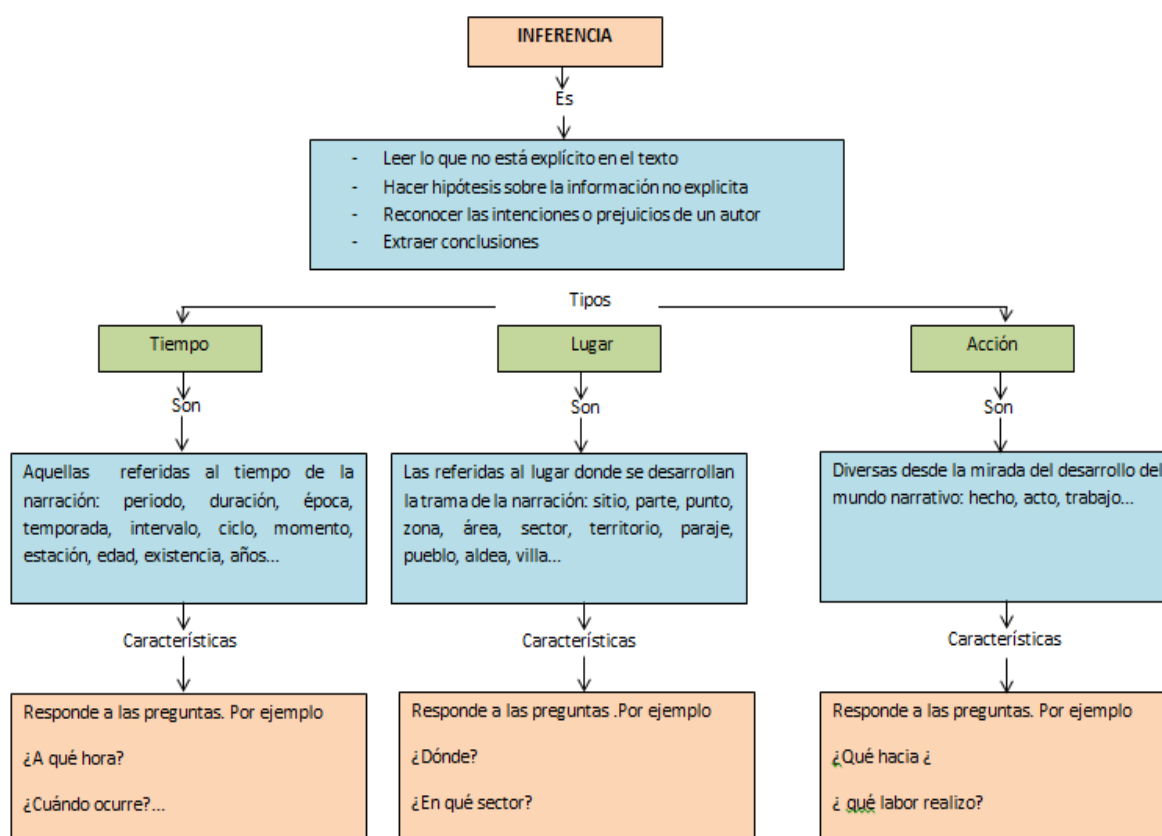 INFERENCIA
Es
- Leer lo que no está explícito en el texto
- Hacer hipótesis sobre la información no explicita
- Reconocer las intenciones o prejuicios de un autor
- Extraer conclusiones
Tipos
Tiempo
Lugar
Acción
Son
Son
Son
Aquellas referidas al tiempo de la
narración: periodo, duración, época,
temporada, intervalo, ciclo, momento,
estación, edad, existencia, años...
Las referidas al lugar donde se desarrollan
la trama de la narración: sitio, parte, punto,
zona, área, sector, territorio, paraje,
pueblo, aldea, villa...
Diversas desde la mirada del desarrollo del
mundo narrativo: hecho, acto, trabajo...
Características
Características
Características
Responde a las preguntas. Por ejemplo
¿A qué hora?
¿Cuándo ocurre?...
Responde a las preguntas .Por ejemplo
¿Dónde?
¿En qué sector?
Responde a las preguntas. Por ejemplo
¿Qué hacia ¿
¿ qué labor realizo?